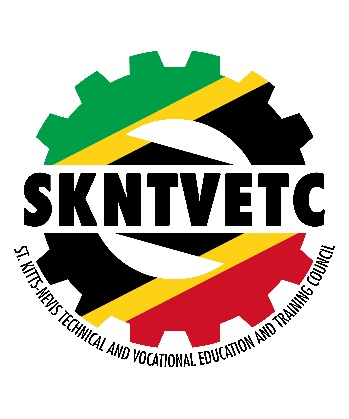 SKNTVETC
ST. KITTS-NEVIS TECHNICAL AND VOCATIONAL EDUCATION AND TRAINING COUNCIL